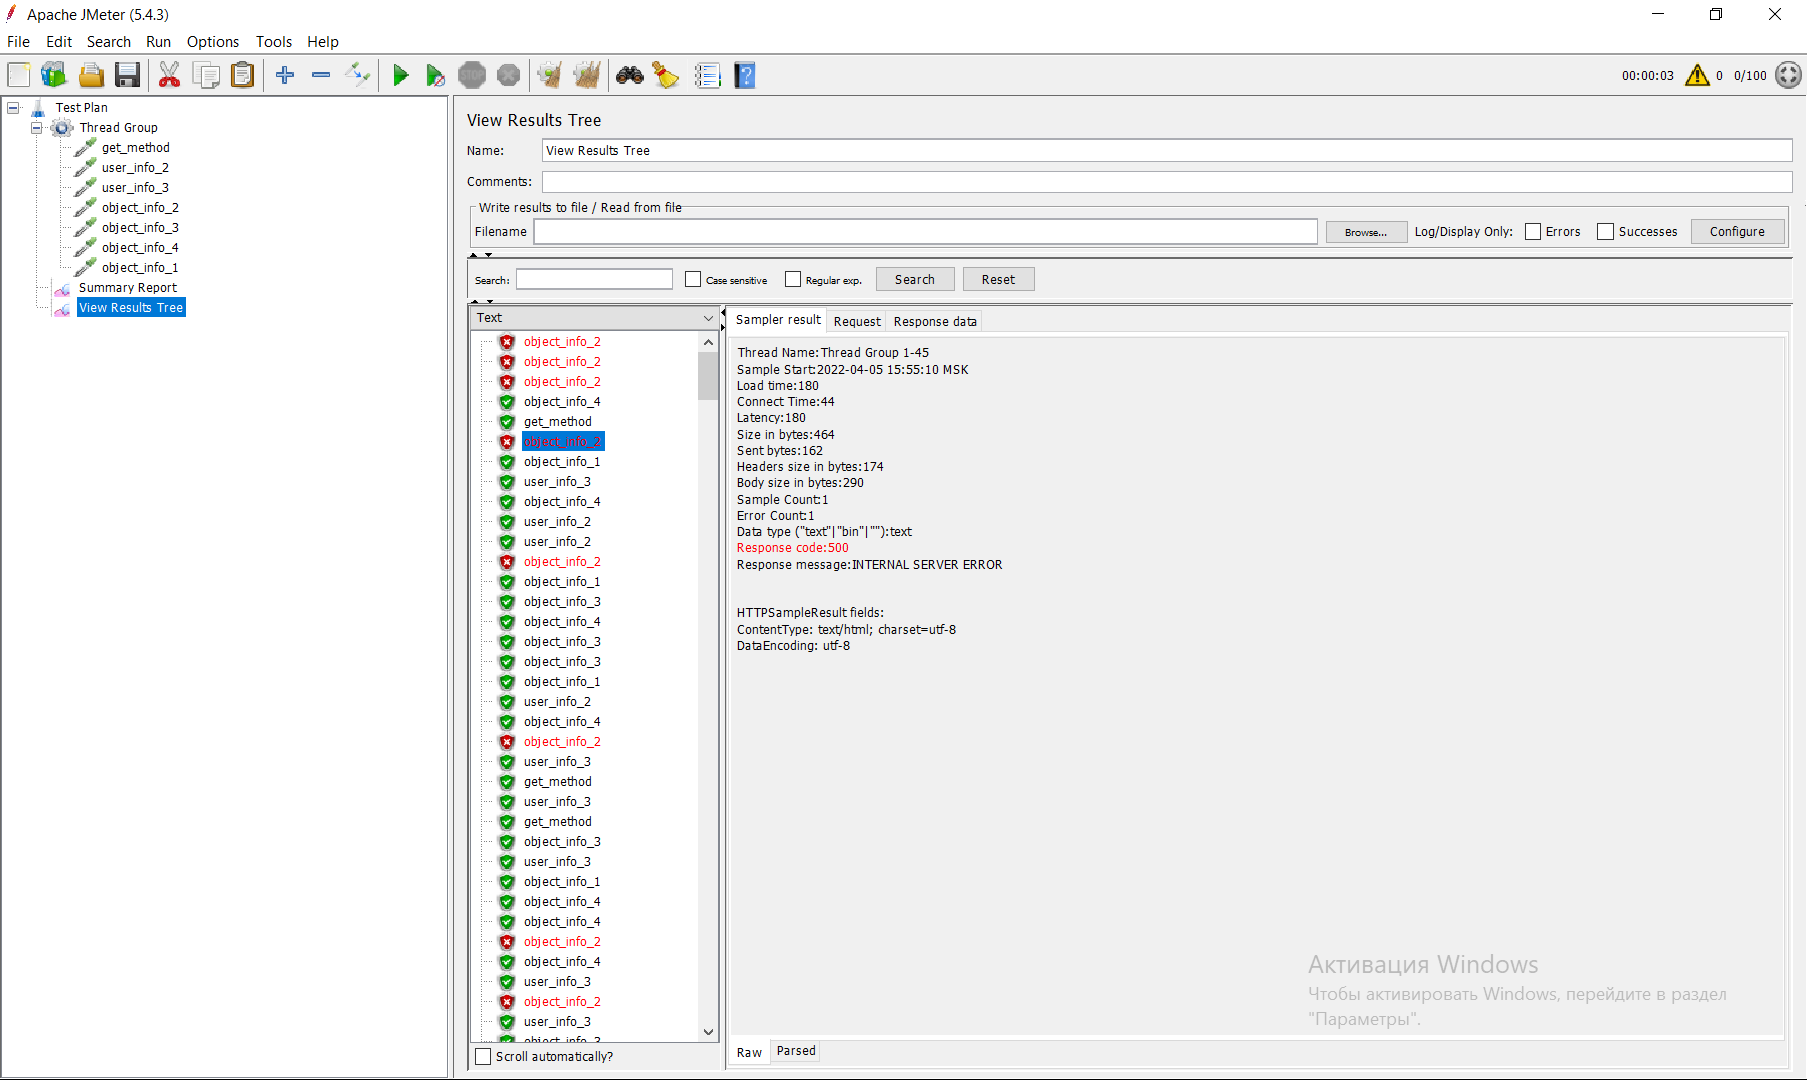 Apache JMeter (5.4.3)
File Edit Search Run Options Tools Help
STOP
00:00:03 0 0/100
Test Plan
Thread Group
get_method
user_info_2
user_info_3
object_info_2
object_info_3
object_info_4
object_info_1
Summary Report
View Results Tree
View Results Tree
Name: View Results Tree
Comments:
Write results to file / Read from file
Filename Browse... Log/Display Only: Errors Successes Configure
Search: Case sensitive Regular exp. Search Reset
Text
object_info_2
object_info_2
object_info_2
object_info_4
get_method
object_info_2
object_info_1
user_info_3
object_info_4
user_info_2
user_info_2
object_info_2
object_info_1
object_info_3
object_info_4
object_info_3
object_info_3
object_info_1
user_info_2
object_info_4
object_info_2
user_info_3
get_method
user_info_3
get_method
object_info_3
user_info_3
object_info_1
object_info_4
object_info_4
object_info_2
object_info_4
user_info_3
object_info_2
user_info_3
object_info_3
Scroll automatically?
Sampler result Request Response data
Thread Name:Thread Group 1-45
Sample Start:2022-04-05 15:55:10 MSK
Load time:180
Connect Time:44
Latency:180
Size in bytes:464
Sent bytes:162
Headers size in bytes:174
Body size in bytes:290
Sample Count:1
Error Count:1
Data type ("text"|"bin"|""):text
Response code:500
Response message:INTERNAL SERVER ERROR
HTTPSampleResult fields:
ContentType: text/html; charset=utf-8
DataEncoding: utf-8
Активация Windows
Чтобы активировать Windows, перейдите в раздел
"Параметры".
Raw Parsed